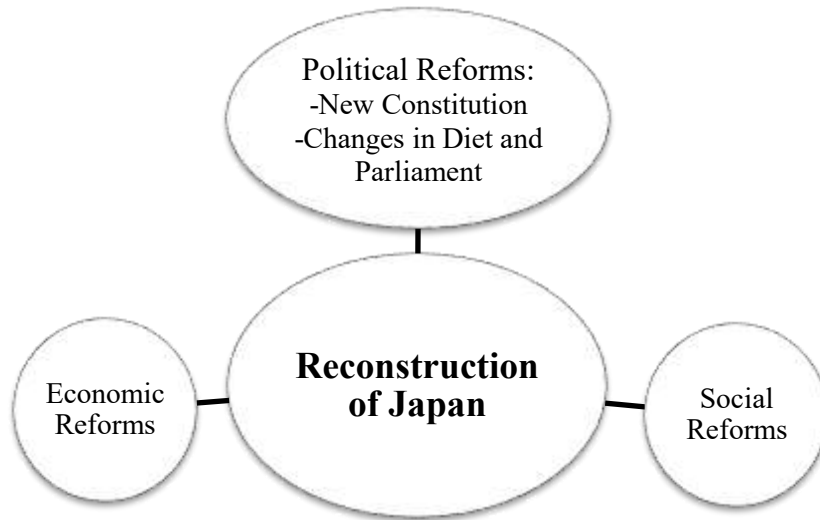 Political Reforms:
-New Constitution
-Changes in Diet and
Parliament
Reconstruction
of Japan
Economic
Reforms
Social
Reforms